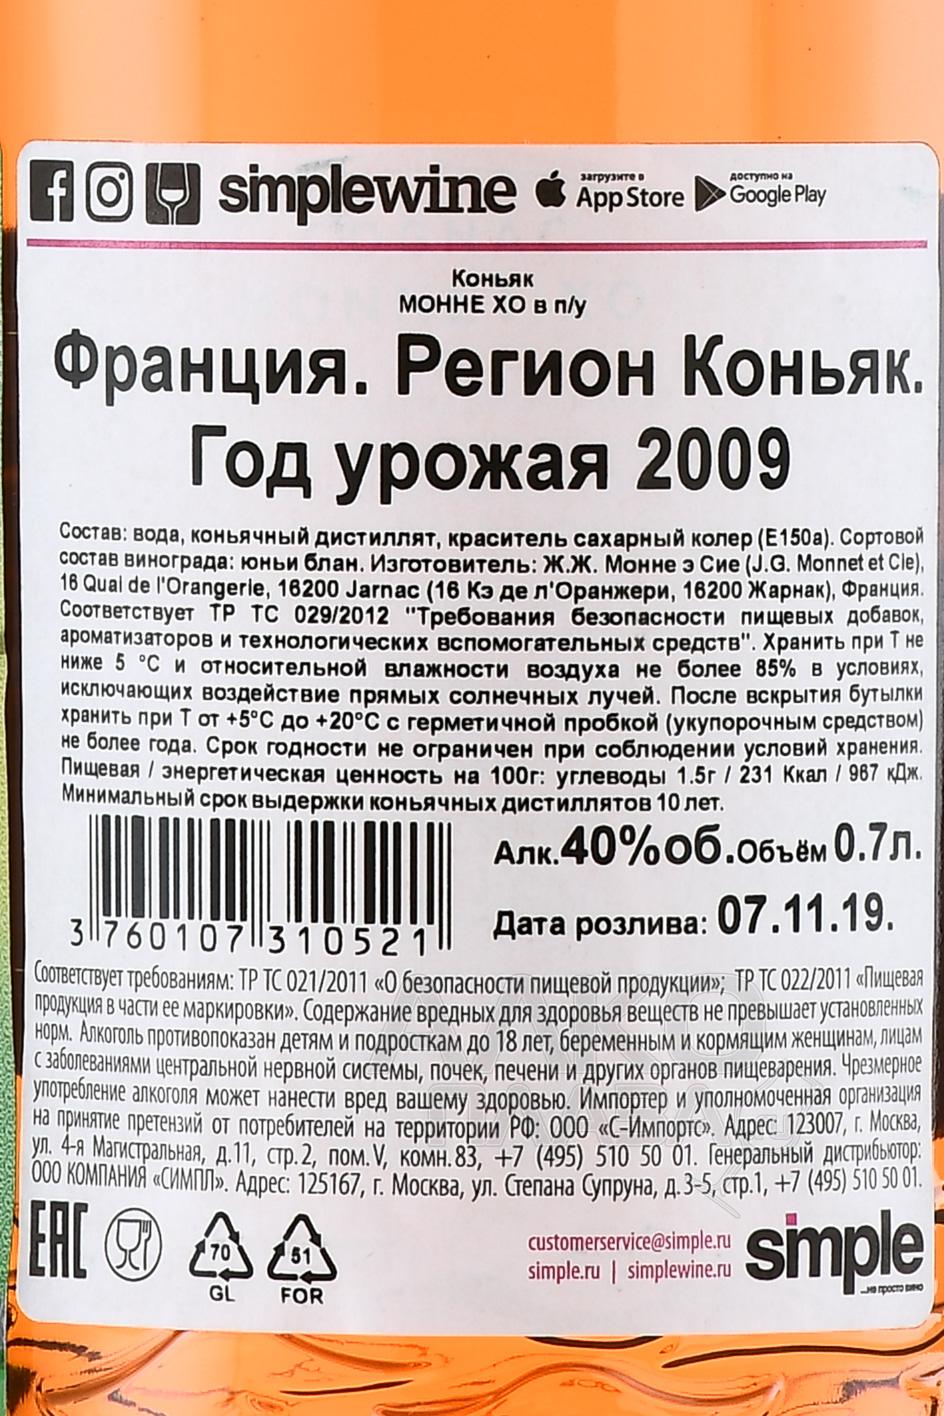 simplewine загрузите в App Store доступно на Google Play
Коньяк
МОННЕ ХО в п/у
Франция. Регион Коньяк.
Год урожая 2009
Состав: вода, коньячный дистиллят, краситель сахарный колер (Е150а). Сортовой
состав винограда: юньи блан. Изготовитель: Ж.Ж. Монне э Сие (J.G. Monnet et Cie),
16 Quai de l'Orangerie, 16200 Jarnac (16 Кэ де л'Оранжери, 16200 Жарнак), Франция.
Соответствует ТР ТС 029/2012 "Требования безопасности пищевых добавок,
ароматизаторов и технологических вспомогательных средств". Хранить при Т не
ниже 5 °С и относительной влажности воздуха не более 85% в условиях,
исключающих воздействие прямых солнечных лучей. После вскрытия бутылки
хранить при Т от +5°С до +20°С с герметичной пробкой (укупорочным средством)
не более года. Срок годности не ограничен при соблюдении условий хранения.
Пищевая / энергетическая ценность на 100г: углеводы 1.5г / 231 Ккал / 967 кДж.
Минимальный срок выдержки коньячных дистиллятов 10 лет.
Алк.40%об.Объём 0.7л.
Дата розлива: 07.11.19.
3 760107 310521
Соответствует требованиям: ТР ТС 021/2011 «О безопасности пищевой продукции»; ТР ТС 022/2011 «Пищевая
продукция в части ее маркировки». Содержание вредных для здоровья веществ не превышает установленных
норм. Алкоголь противопоказан детям и подросткам до 18 лет, беременным и кормящим женщинам, лицам
с заболеваниями центральной нервной системы, почек, печени и других органов пищеварения. Чрезмерное
употребление алкоголя может нанести вред вашему здоровью. Импортер и уполномоченная организация
на принятие претензий от потребителей на территории РФ: ООО «С-Импортс». Адрес: 123007, г. Москва,
ул. 4-я Магистральная, д.11, стр.2, пом. V, комн. 83, +7 (495) 510 50 01. Генеральный дистрибьютор:
ООО КОМПАНИЯ «СИМПЛ». Адрес: 125167, г. Москва, ул. Степана Супруна, д.3-5, стр.1, +7 (495) 510 50 01.
EAC 70 GL 51 FOR
customerservice@simple.ru
simple.ru | simplewine.ru
simple
...не просто вино